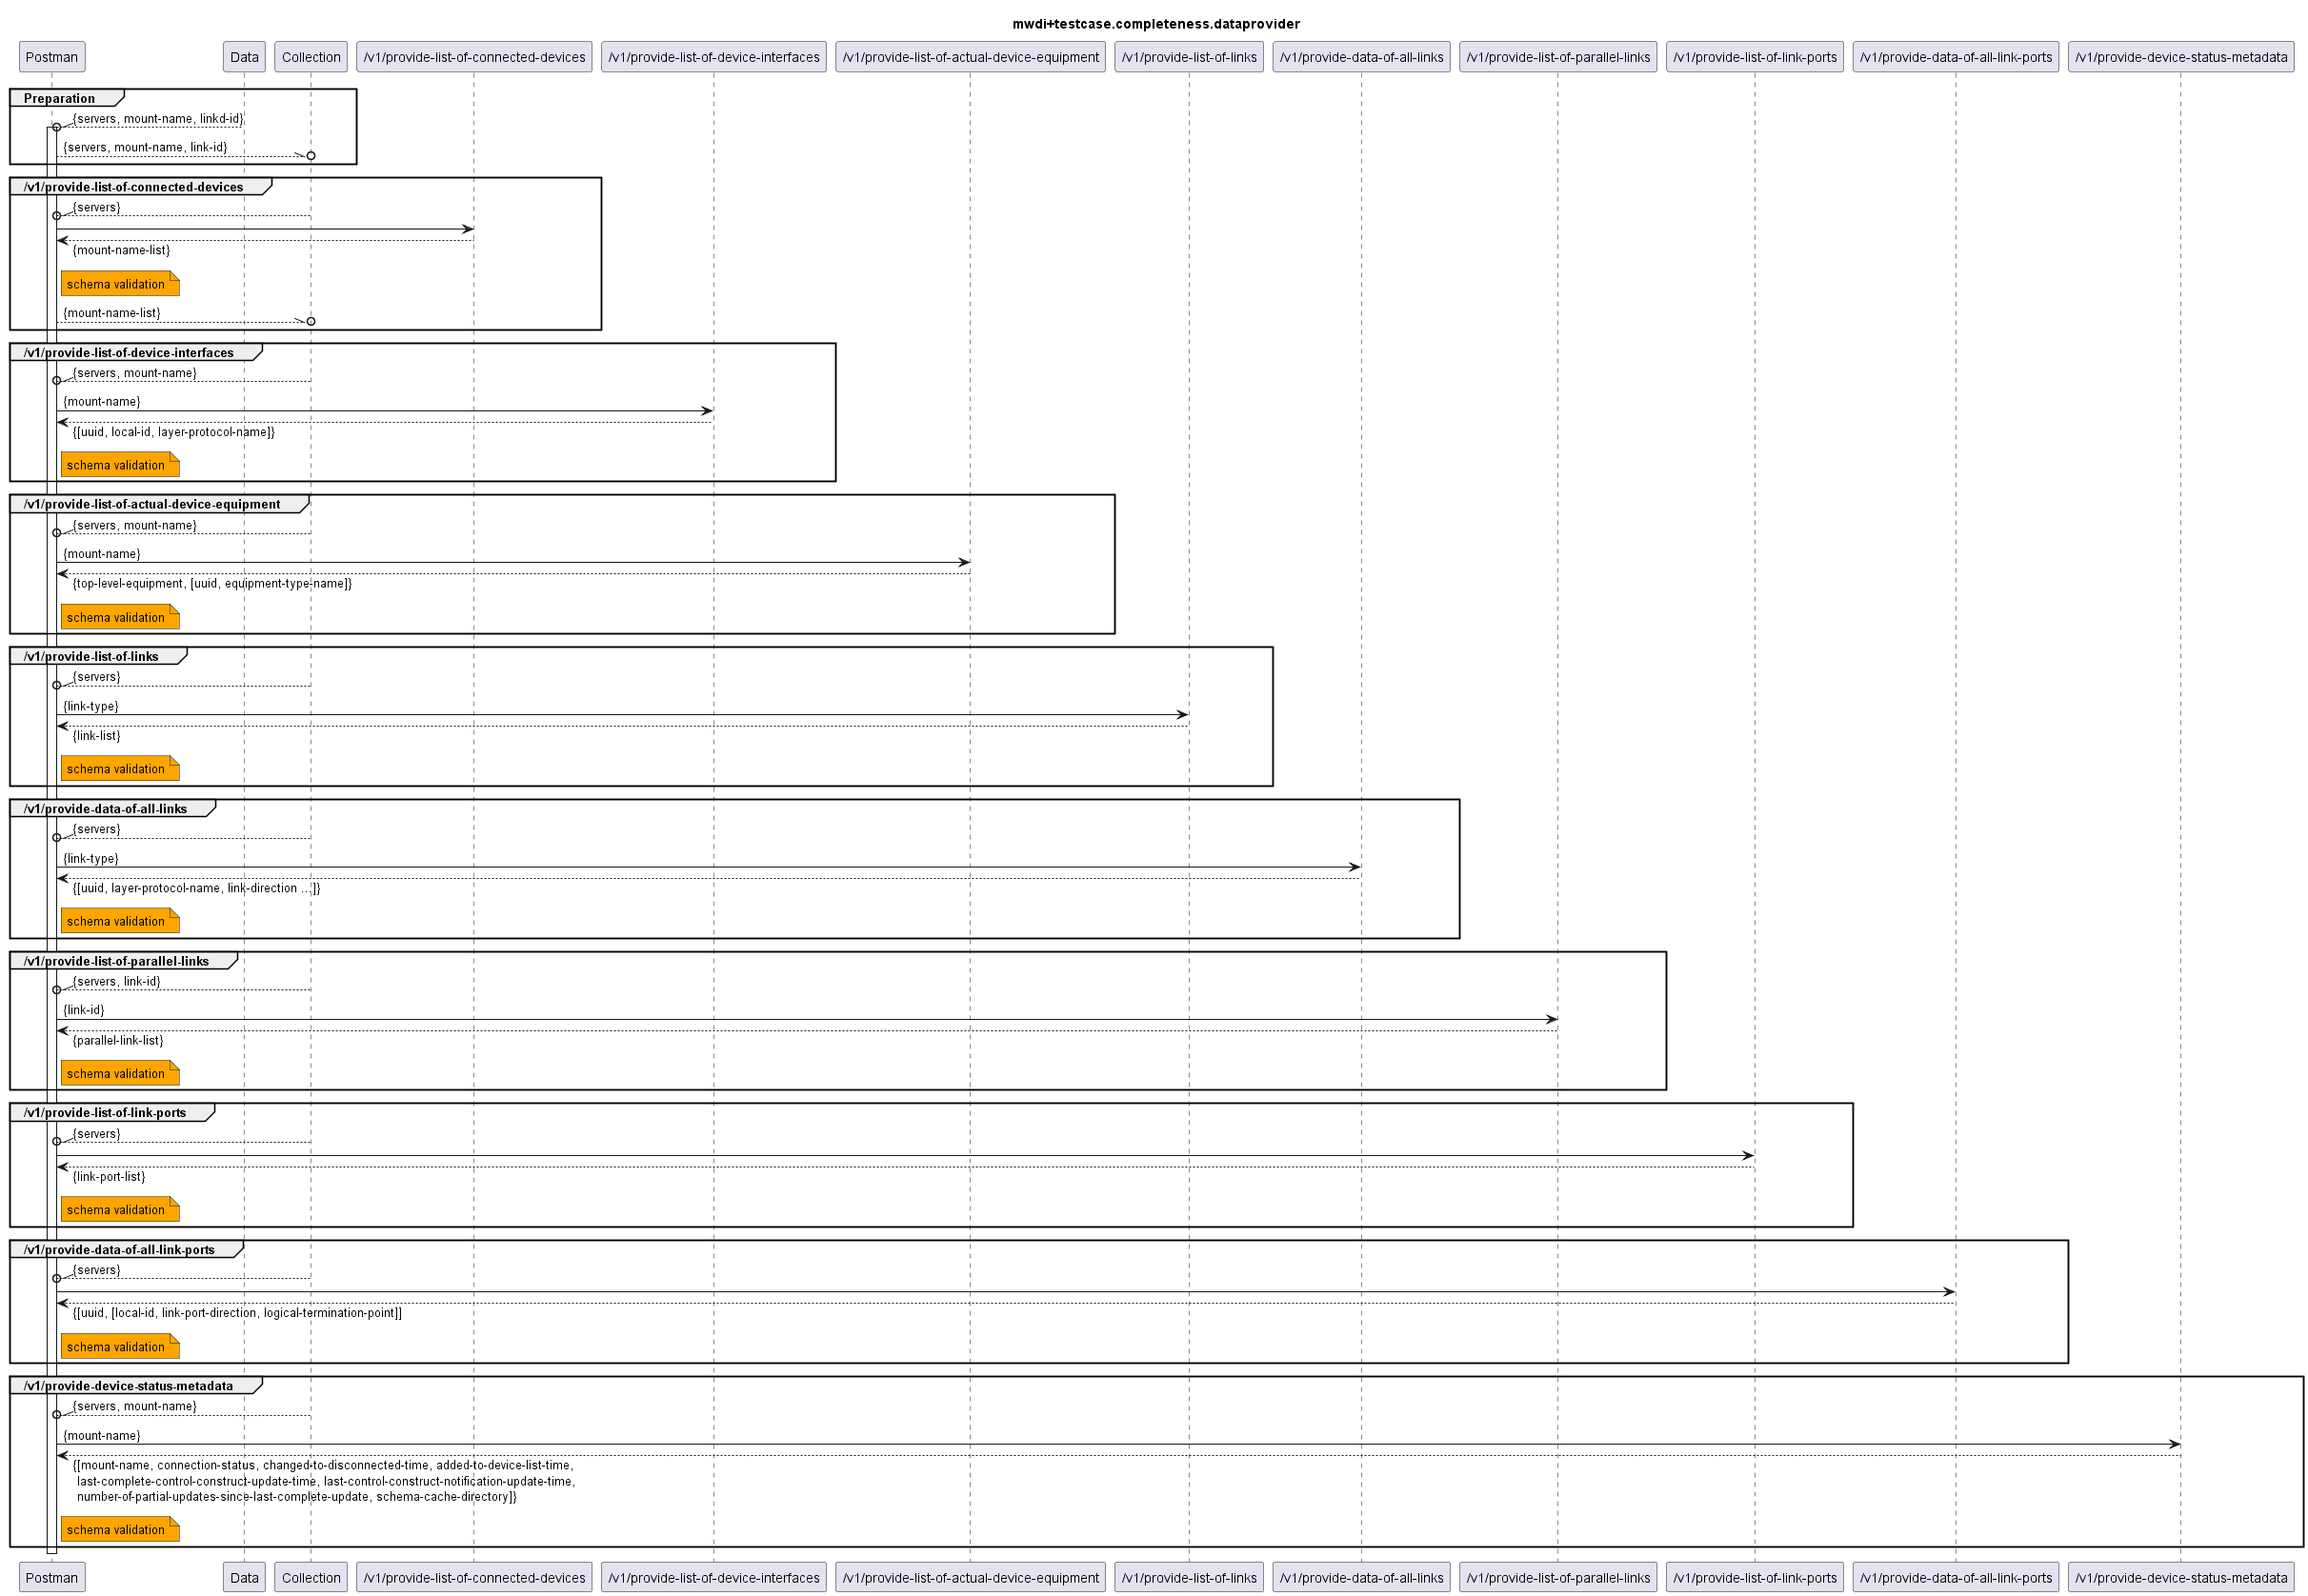 mwdi+testcase.completeness.dataprovider
Postman
Data
Collection
/v1/provide-list-of-connected-devices
/v1/provide-list-of-device-interfaces
/v1/provide-list-of-actual-device-equipment
/v1/provide-list-of-links
/v1/provide-data-of-all-links
/v1/provide-list-of-parallel-links
/v1/provide-list-of-link-ports
/v1/provide-data-of-all-link-ports
/v1/provide-device-status-metadata
Preparation
{servers, mount-name, linkd-id}
{servers, mount-name, link-id}
/v1/provide-list-of-connected-devices
{servers}
{mount-name-list}
schema validation
{mount-name-list}
/v1/provide-list-of-device-interfaces
{servers, mount-name}
{mount-name}
{[uuid, local-id, layer-protocol-name]}
schema validation
/v1/provide-list-of-actual-device-equipment
{servers, mount-name}
{mount-name}
{top-level-equipment, [uuid, equipment-type-name]}
schema validation
/v1/provide-list-of-links
{servers}
{link-type}
{link-list}
schema validation
/v1/provide-data-of-all-links
{servers}
{link-type}
{[uuid, layer-protocol-name, link-direction ...]}
schema validation
/v1/provide-list-of-parallel-links
{servers, link-id}
{link-id}
{parallel-link-list}
schema validation
/v1/provide-list-of-link-ports
{servers}
{link-port-list}
schema validation
/v1/provide-data-of-all-link-ports
{servers}
{[uuid, [local-id, link-port-direction, logical-termination-point]]
schema validation
/v1/provide-device-status-metadata
{servers, mount-name}
{mount-name}
{[mount-name, connection-status, changed-to-disconnected-time, added-to-device-list-time,
last-complete-control-construct-update-time, last-control-construct-notification-update-time,
number-of-partial-updates-since-last-complete-update, schema-cache-directory]}
schema validation
Postman
Data
Collection
/v1/provide-list-of-connected-devices
/v1/provide-list-of-device-interfaces
/v1/provide-list-of-actual-device-equipment
/v1/provide-list-of-links
/v1/provide-data-of-all-links
/v1/provide-list-of-parallel-links
/v1/provide-list-of-link-ports
/v1/provide-data-of-all-link-ports
/v1/provide-device-status-metadata